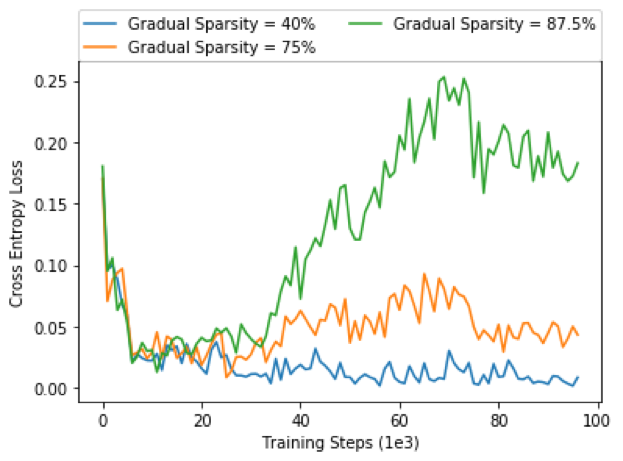 Gradual Sparsity = 40%
Gradual Sparsity = 75%
Gradual Sparsity = 87.5%
0.25
0.20
0.15
0.10
0.05
0.00
Cross Entropy Loss
0 20 40 60 80 100
Training Steps (1e3)